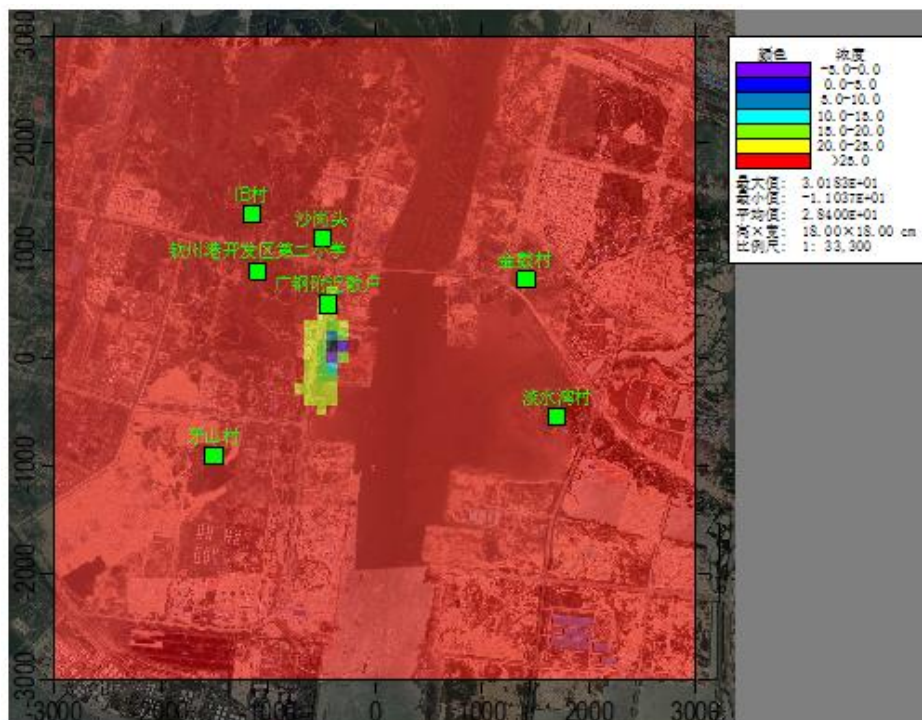 颜色 浓度
-5.0-0.0
0.0-5.0
5.0-10.0
10.0-15.0
15.0-20.0
20.0-25.0
>25.0
最大值: 3.0183E+01
最小值: -1.1037E+01
平均值: 2.8400E+01
高×宽: 18.00×18.00 cm
比例尺: 1: 33,300
3000
2000
1000
0
-1000
-2000
-3000
沙岗头
钦州港开发区第二小学
金鼓村
广钢附近散户
淡水湾村
牙山村
-3000
-2000
-1000
0
1000
2000
3000